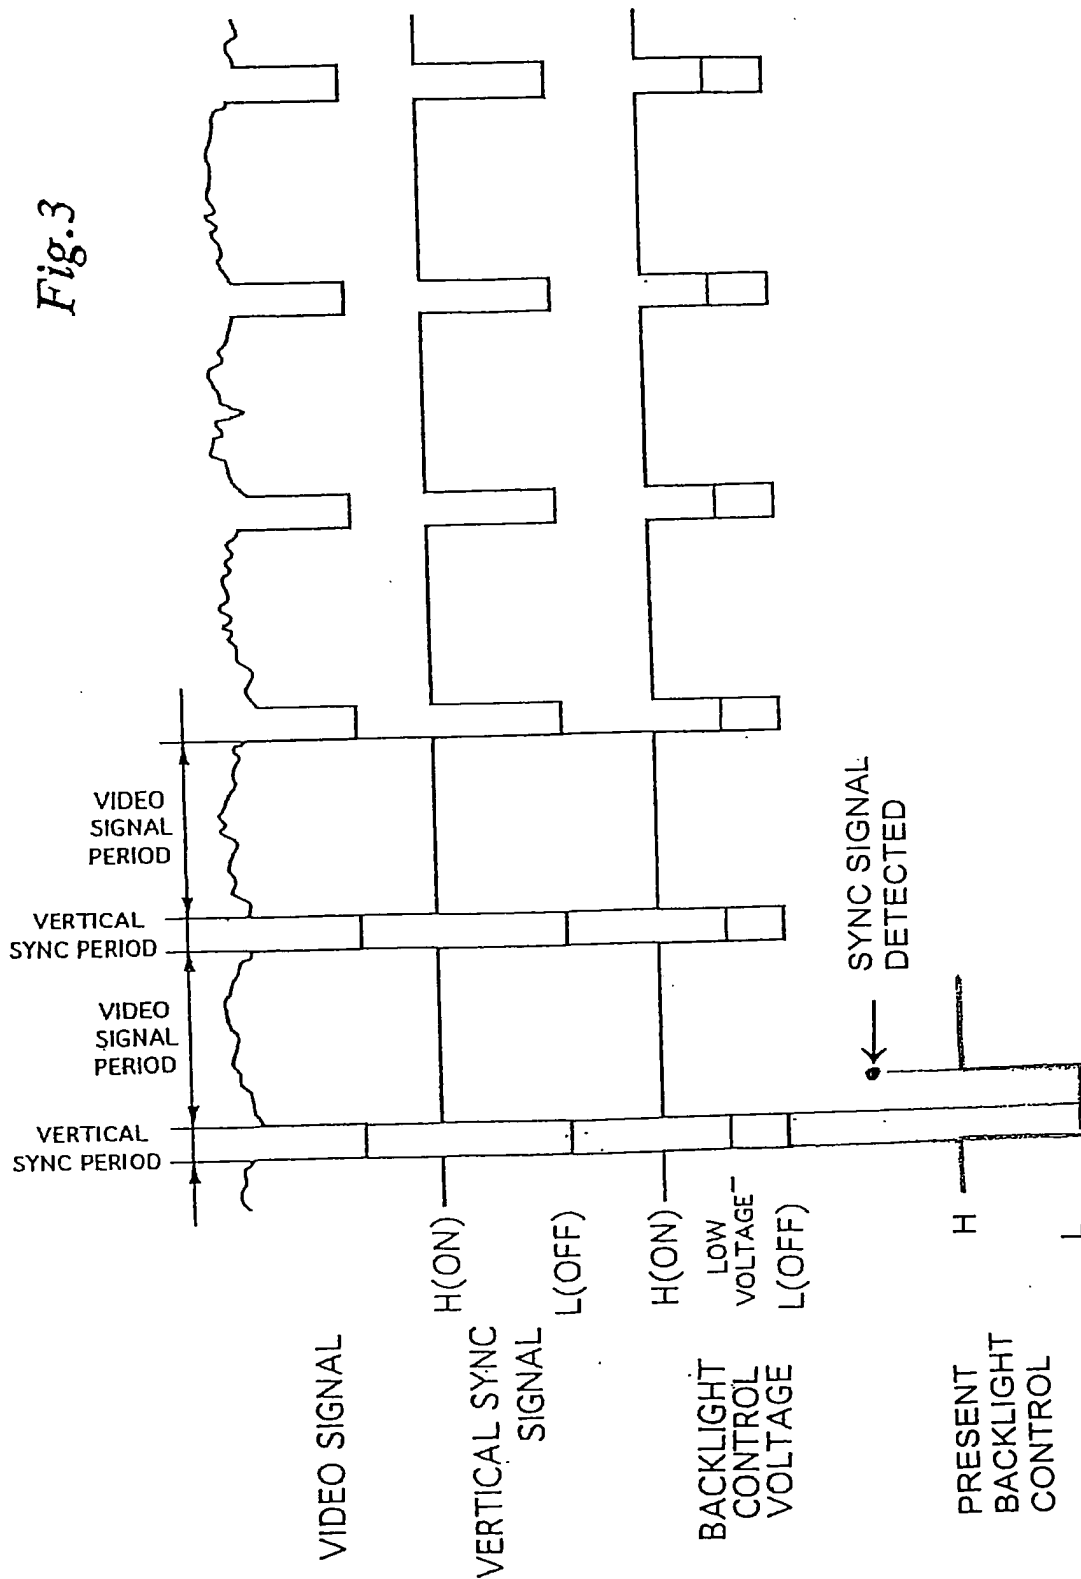 Fig.3
VIDEO
SIGNAL
PERIOD
VERTICAL
SYNC PERIOD
VIDEO
SIGNAL
PERIOD
VERTICAL
SYNC PERIOD
VIDEO SIGNAL
H(ON)
VERTICAL SYNC
SIGNAL
L(OFF)
H(ON)
LOW
VOLTAGE
L(OFF)
BACKLIGHT
CONTROL
VOLTAGE
SYNC SIGNAL
DETECTED
H
L
PRESENT
BACKLIGHT
CONTROL